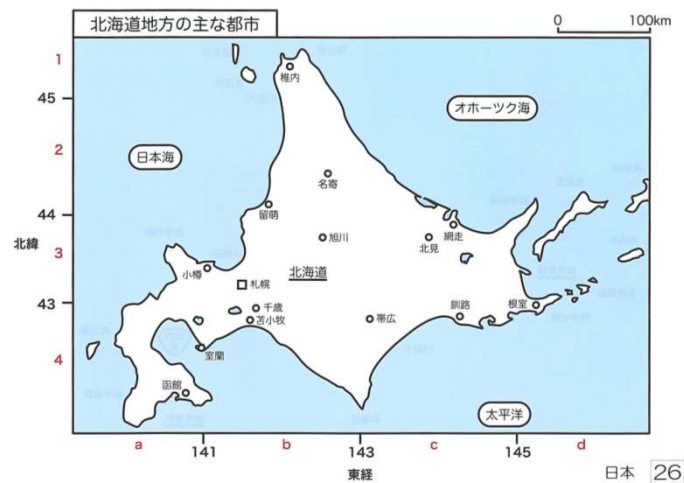 北海道地方の主な都市
0 100km
1
45
稚内
オホーツク海
2
日本海
名寄
留萌
44
北緯
網走
旭川
北見
3
小樽
北海道
札幌
43
千歳
苫小牧
帯広
釧路
根室
室蘭
4
函館
太平洋
a b c d
141 143 145
東経
日本 26